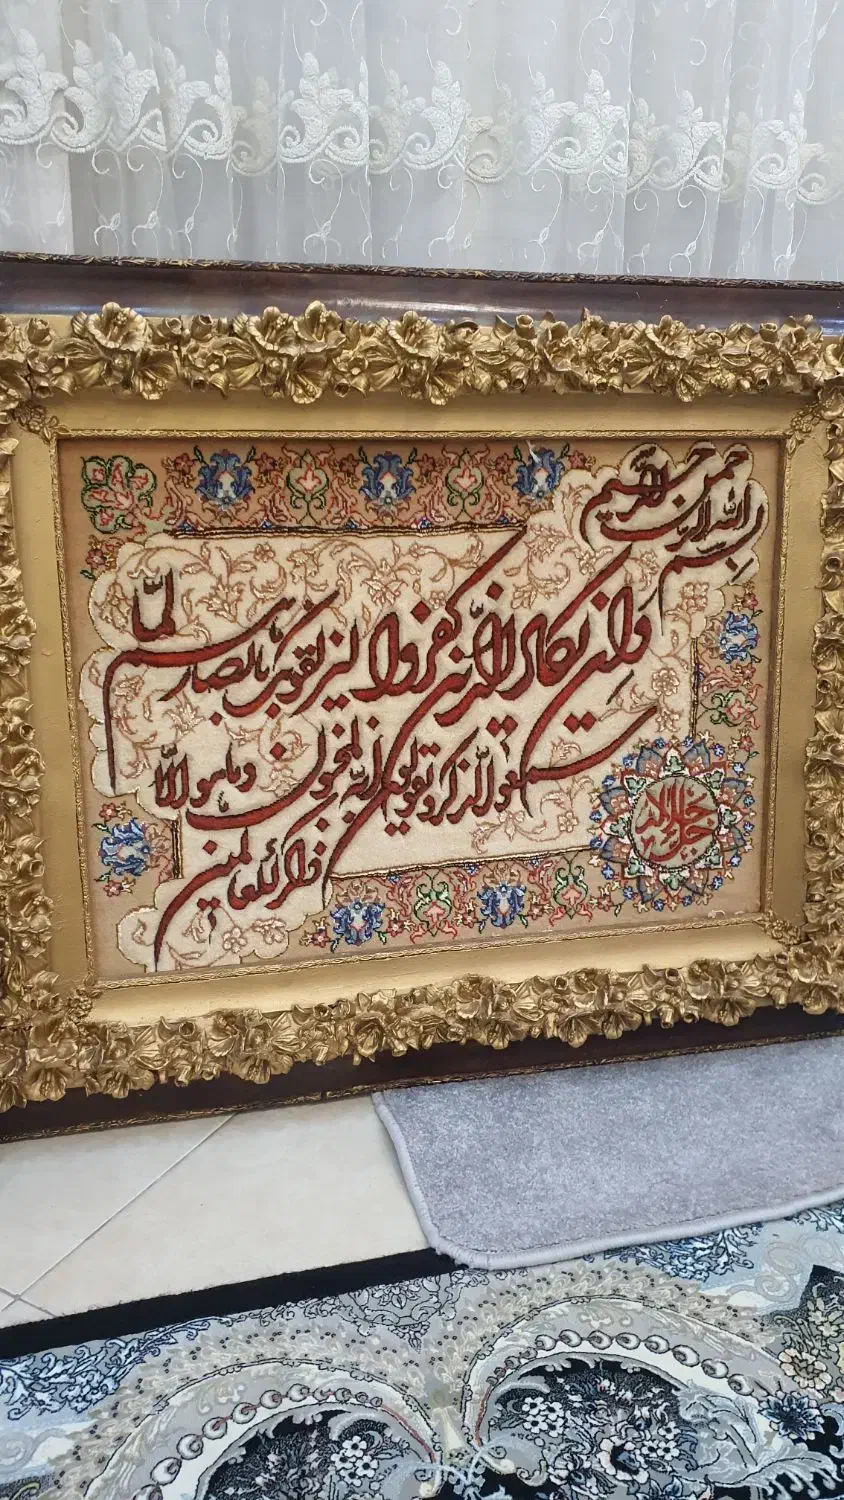 بسم الله الرحمن الرحیم
وان یکاد الذین کفروا لیزلقونک بابصارهم لما
سمعوا الذکر و یقولون انه لمجنون و ما هو الا
ذکر للعالمین
جل جلاله